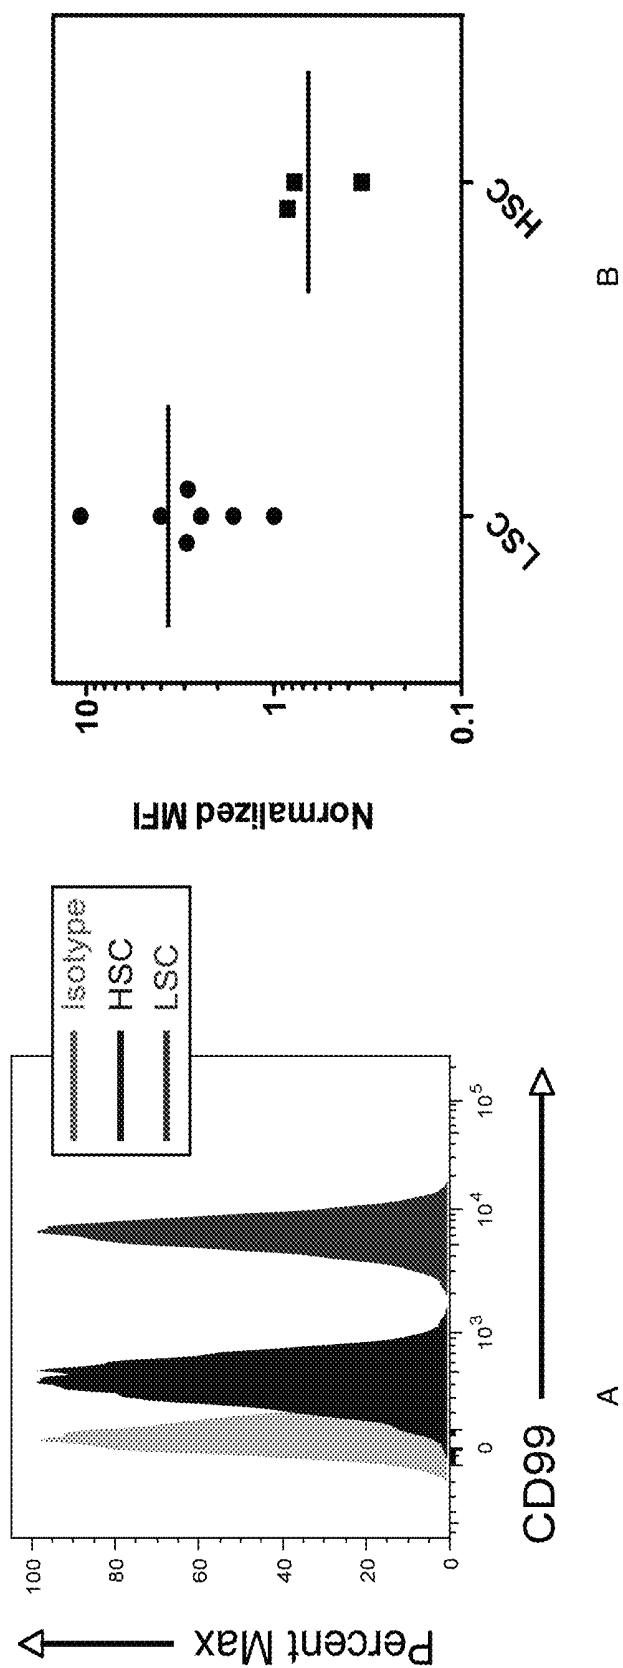 Percent Max
100
80
60
40
20
0
0
10^3
10^4
10^5
CD99
Isotype
HSC
LSC
A
Normalized MFI
10
1
0.1
LSC
HSC
B